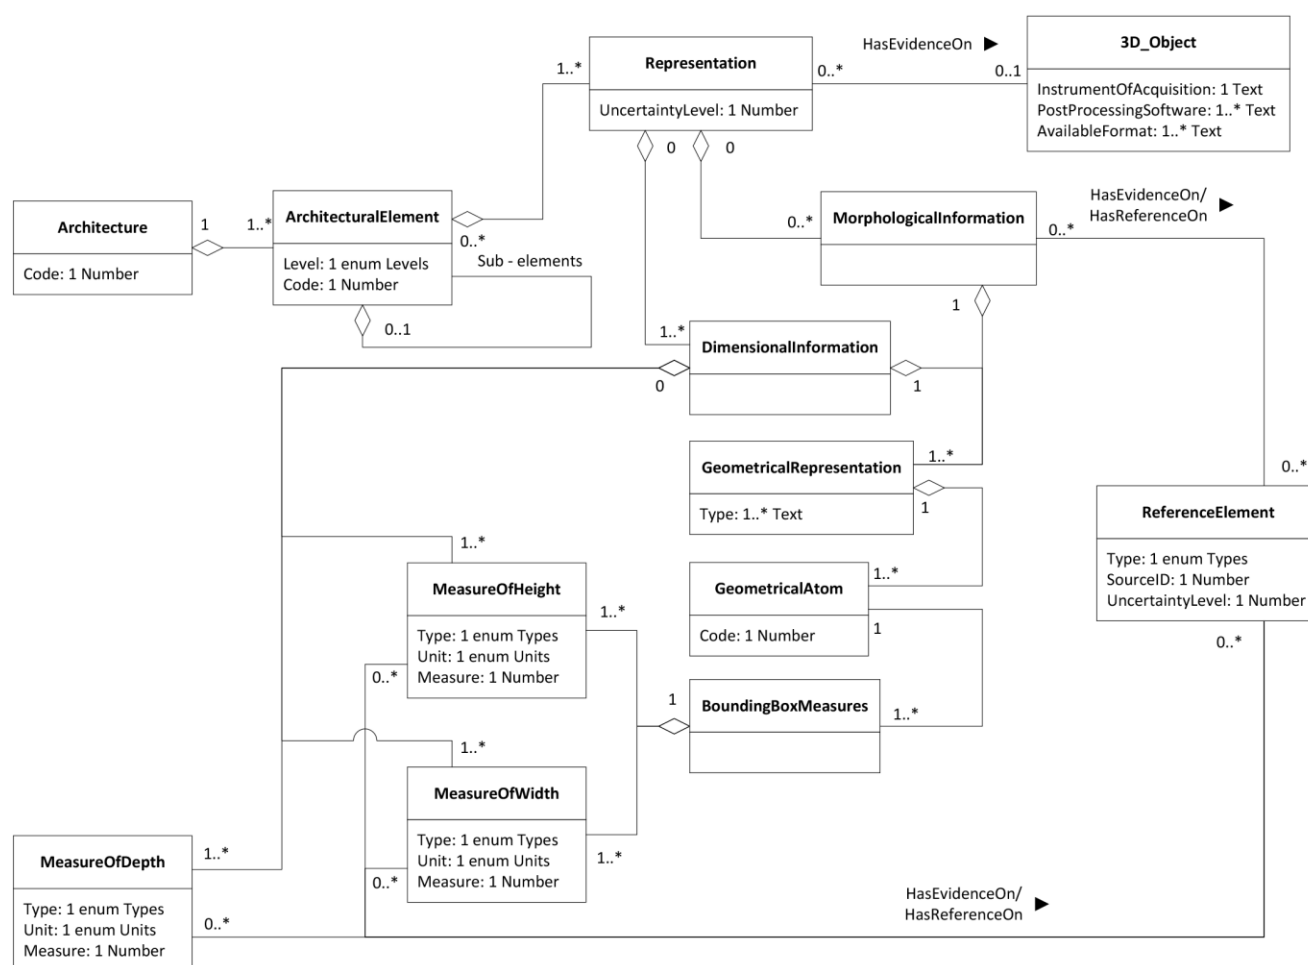 HasEvidenceOn ►
3D_Object
Representation
1..*
0..*
0..1
InstrumentOfAcquisition: 1 Text
PostProcessingSoftware: 1..* Text
AvailableFormat: 1..* Text
UncertaintyLevel: 1 Number
0
0
HasEvidenceOn/
HasReferenceOn ►
Architecture
1
1..*
ArchitecturalElement
0..*
0..*
MorphologicalInformation
0..*
Code: 1 Number
Level: 1 enum Levels
Code: 1 Number
Sub - elements
0..1
1
1..*
DimensionalInformation
0
1
GeometricalRepresentation
1..*
0..*
Type: 1..* Text
1
ReferenceElement
Type: 1 enum Types
SourceID: 1 Number
UncertaintyLevel: 1 Number
0..*
1..*
MeasureOfHeight
1..*
GeometricalAtom
1..*
Type: 1 enum Types
Unit: 1 enum Units
Measure: 1 Number
0..*
Code: 1 Number
1
1
BoundingBoxMeasures
1..*
1..*
MeasureOfWidth
Type: 1 enum Types
Unit: 1 enum Units
Measure: 1 Number
1..*
0..*
MeasureOfDepth
1..*
Type: 1 enum Types
Unit: 1 enum Units
Measure: 1 Number
0..*
HasEvidenceOn/
HasReferenceOn ►